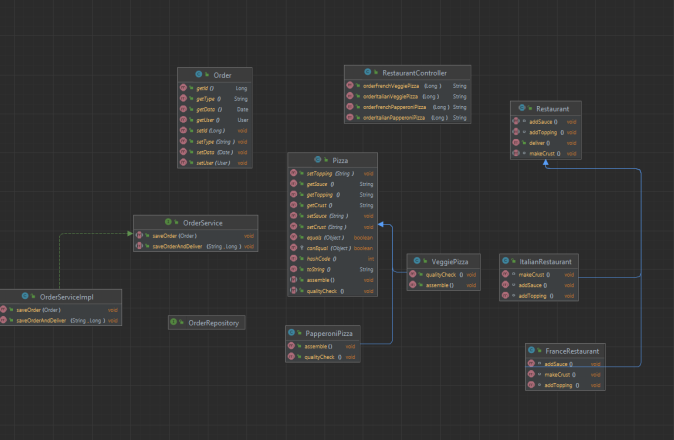 Order
getId () Long
getType () String
getData () Date
getUser () User
setId (Long ) void
setType (String ) void
setData (Date ) void
setUser (User ) void
RestaurantController
orderFrenchVeggiePizza (Long ) String
orderItalianVeggiePizza (Long ) String
orderFrenchPapperoniPizza (Long ) String
orderItalianPapperoniPizza (Long ) String
Restaurant
addSauce () void
addTopping () void
deliver () void
makeCrust () void
Pizza
setTopping (String ) void
getSauce () String
getTopping () String
getCrust () String
setSauce (String ) void
setCrust (String ) void
equals (Object ) boolean
canEqual (Object ) boolean
hashCode () int
toString () String
assemble () void
qualityCheck () void
OrderService
saveOrder (Order ) void
saveOrderAndDeliver (String , Long ) void
VeggiePizza
qualityCheck () void
assemble () void
ItalianRestaurant
makeCrust () void
addSauce () void
addTopping () void
OrderServiceImpl
saveOrder (Order ) void
saveOrderAndDeliver (String , Long ) void
OrderRepository
PapperoniPizza
assemble () void
qualityCheck () void
FranceRestaurant
addSauce () void
makeCrust () void
addTopping () void